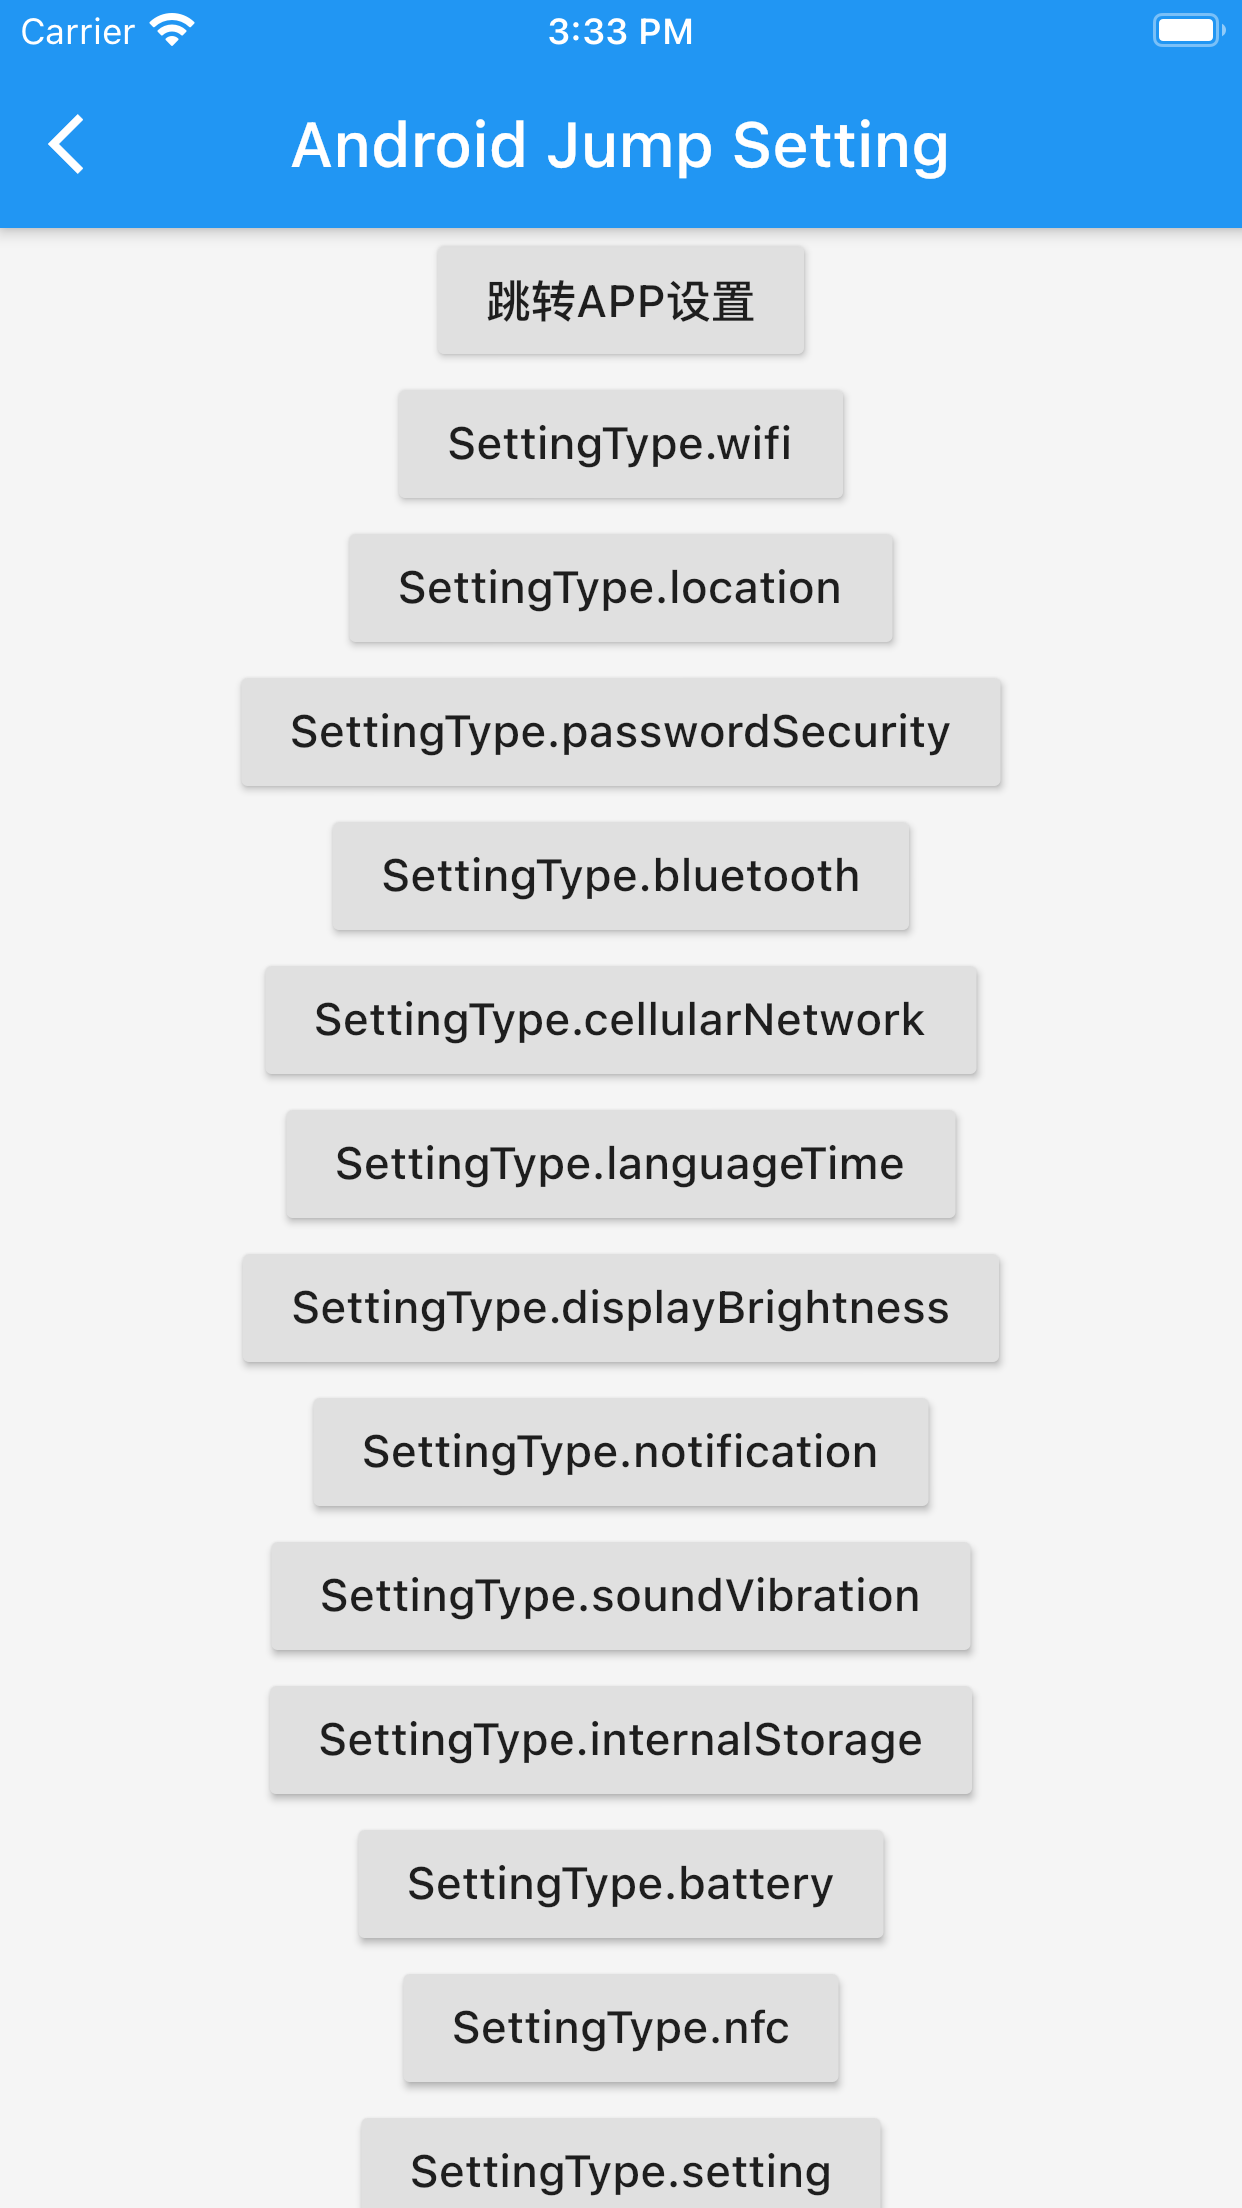 Carrier 3:33 PM
Android Jump Setting
跳转APP设置
SettingType.wifi
SettingType.location
SettingType.passwordSecurity
SettingType.bluetooth
SettingType.cellularNetwork
SettingType.languageTime
SettingType.displayBrightness
SettingType.notification
SettingType.soundVibration
SettingType.internalStorage
SettingType.battery
SettingType.nfc
SettingType.setting